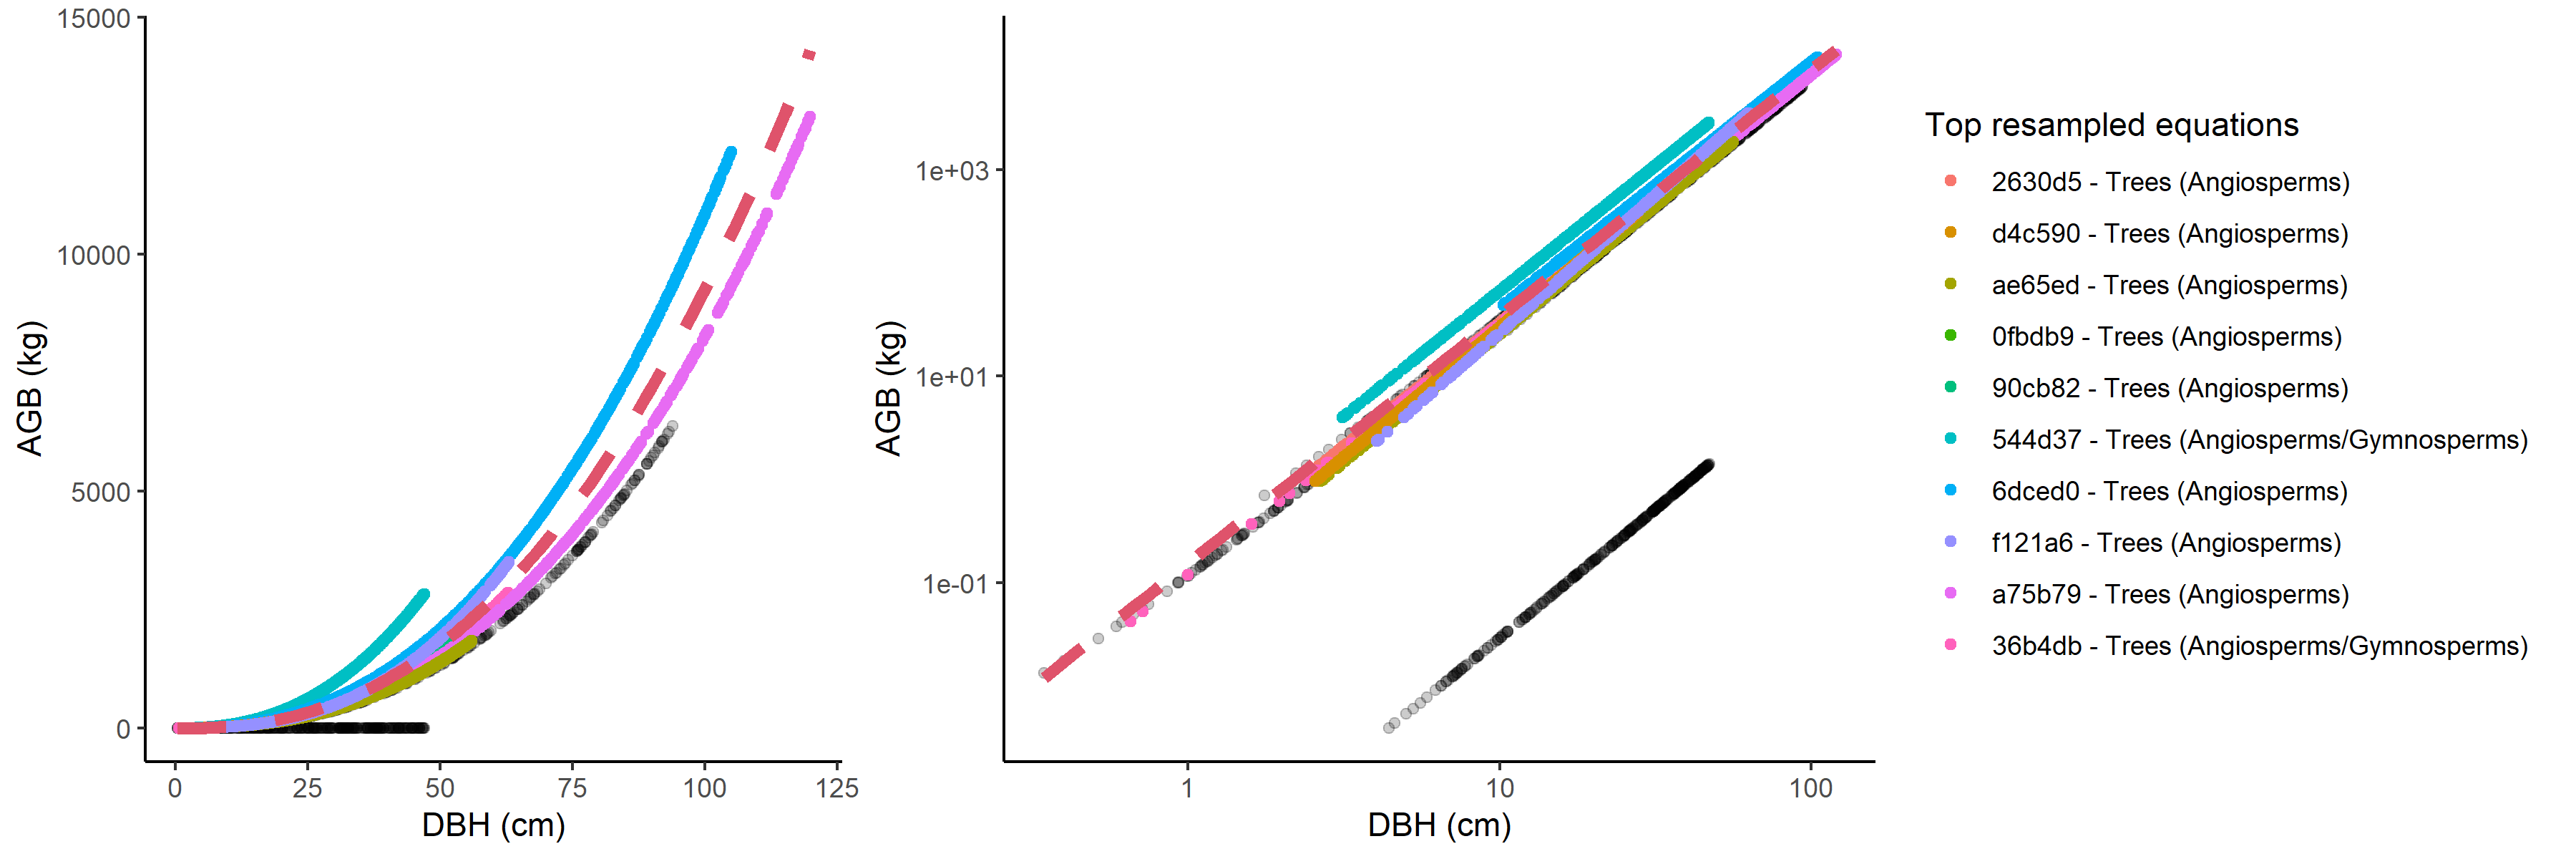 15000
10000
5000
0
AGB (kg)
0 25 50 75 100 125
DBH (cm)
1e+03
1e+01
1e-01
AGB (kg)
1 10 100
DBH (cm)
Top resampled equations
2630d5 - Trees (Angiosperms)
d4c590 - Trees (Angiosperms)
ae65ed - Trees (Angiosperms)
0fbdb9 - Trees (Angiosperms)
90cb82 - Trees (Angiosperms)
544d37 - Trees (Angiosperms/Gymnosperms)
6dced0 - Trees (Angiosperms)
f121a6 - Trees (Angiosperms)
a75b79 - Trees (Angiosperms)
36b4db - Trees (Angiosperms/Gymnosperms)